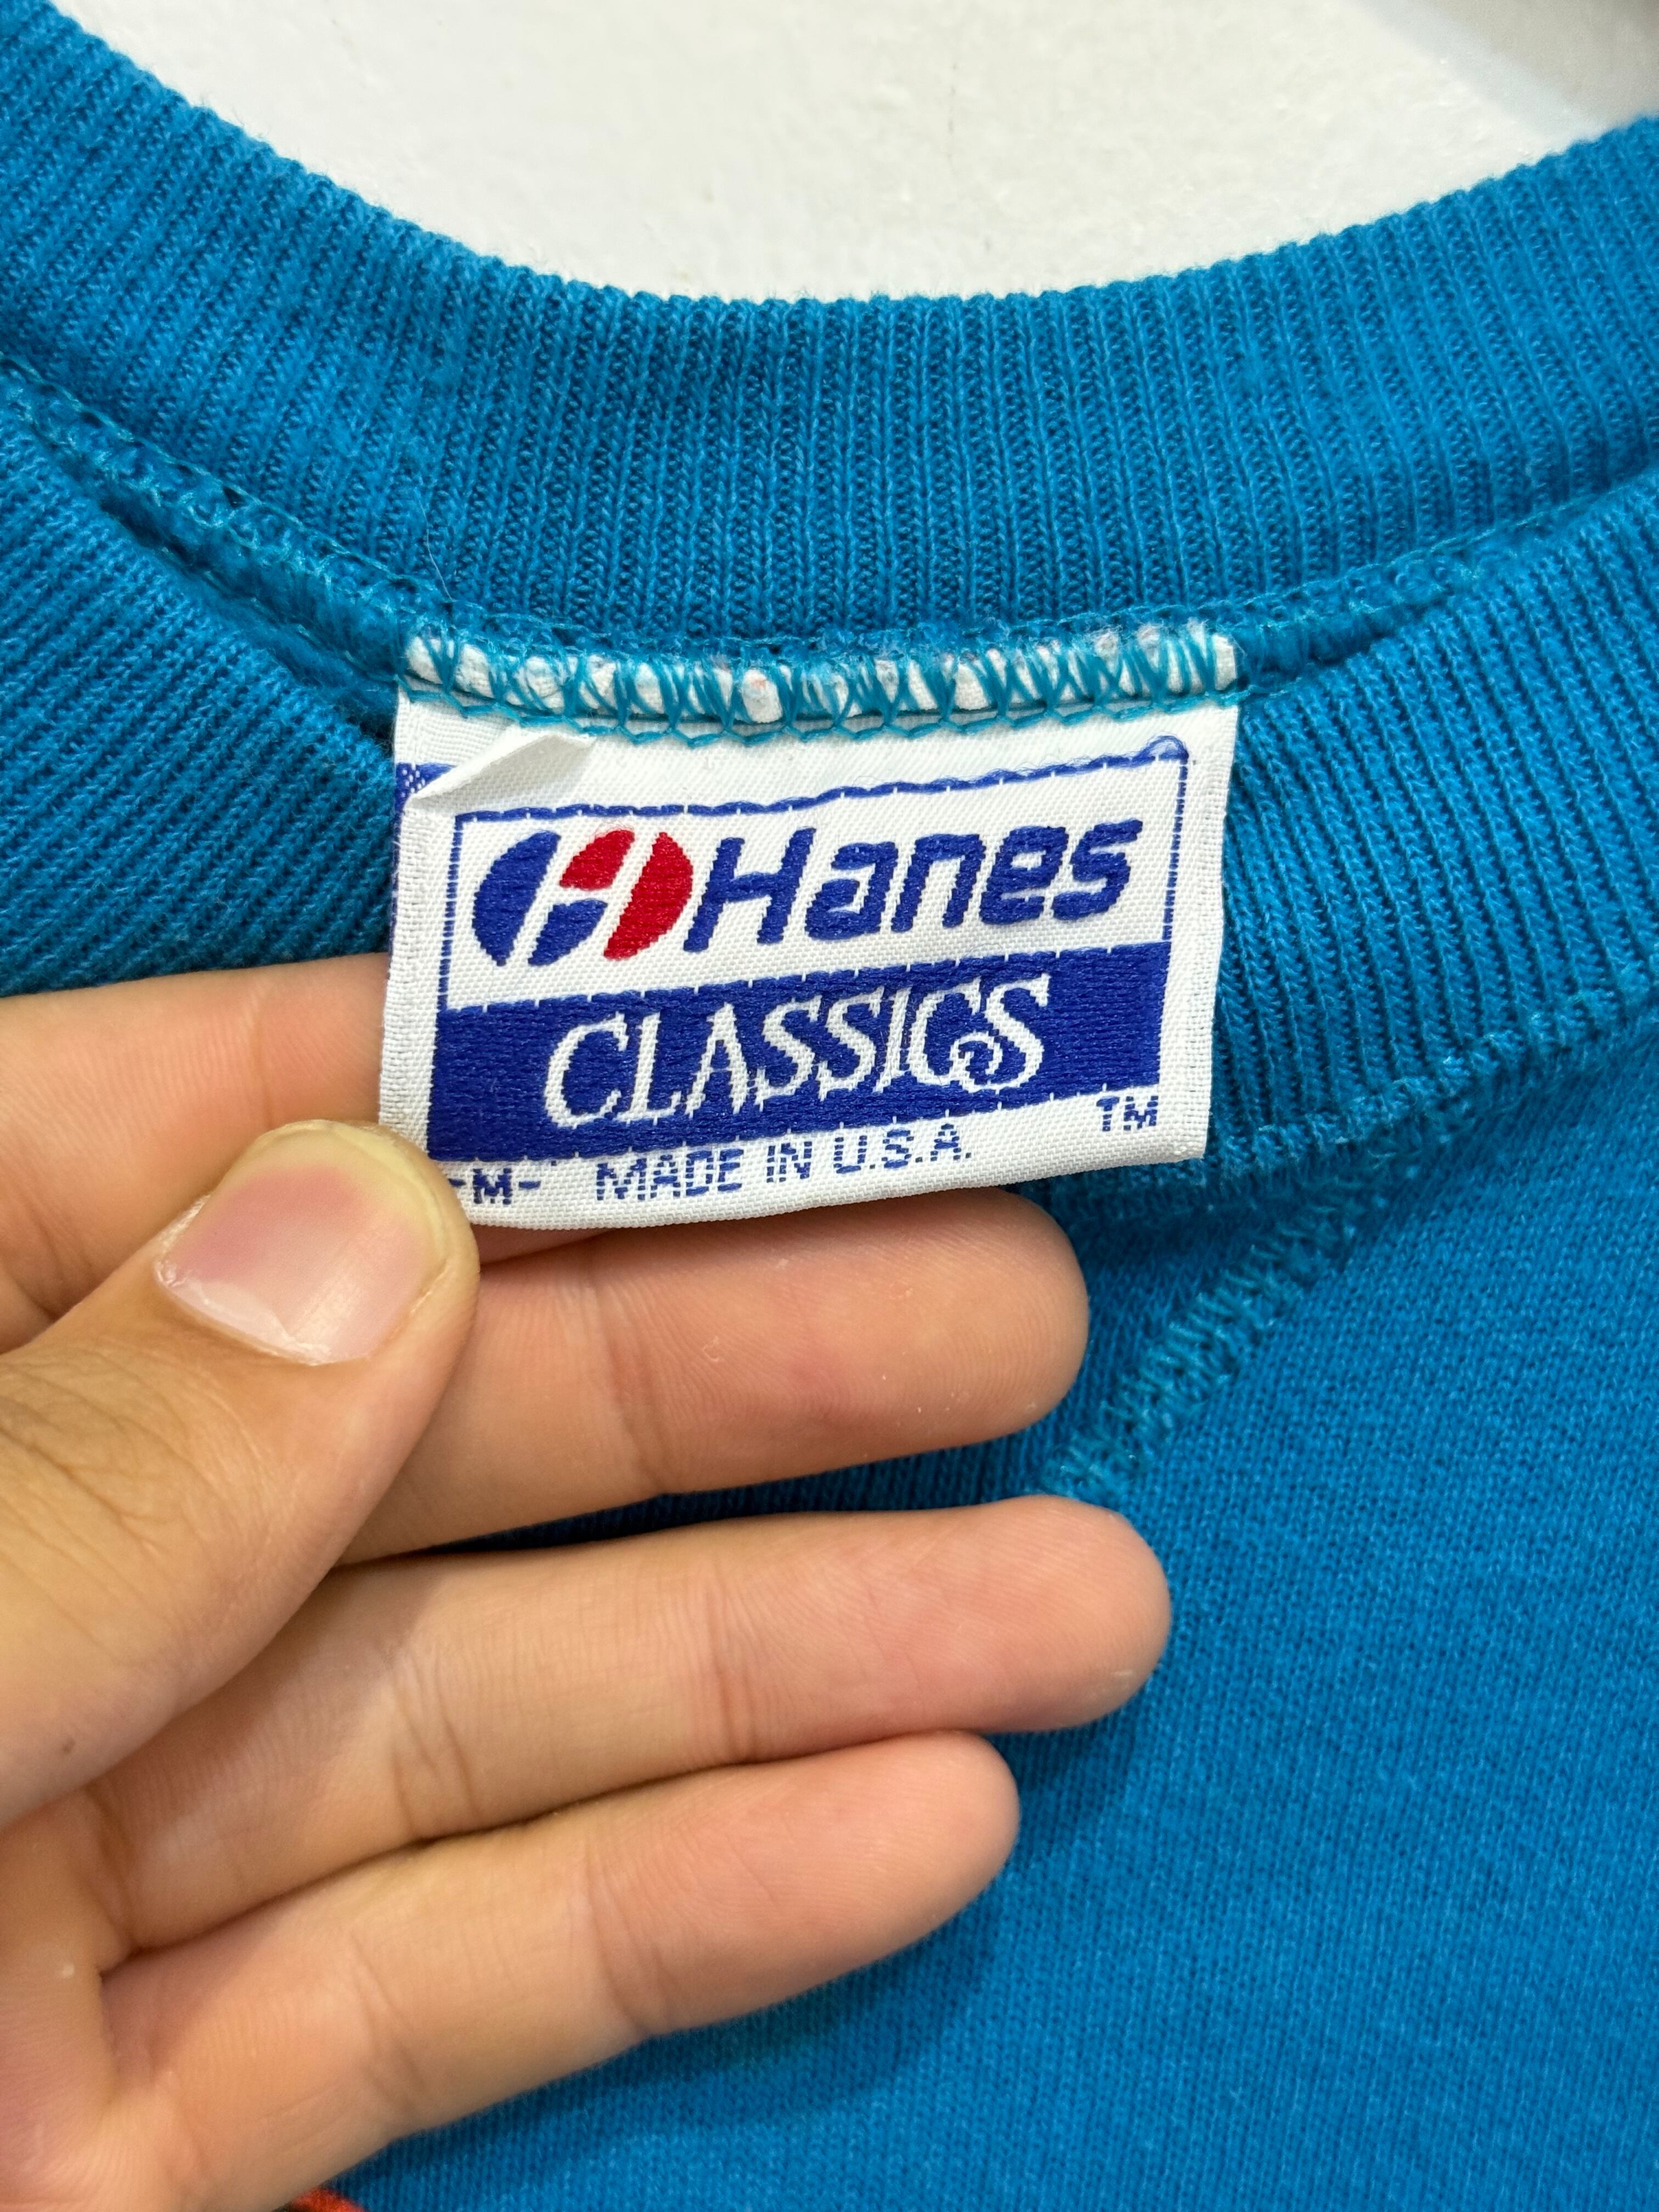 Hanes
CLASSICS
TM
-M- MADE IN U.S.A.